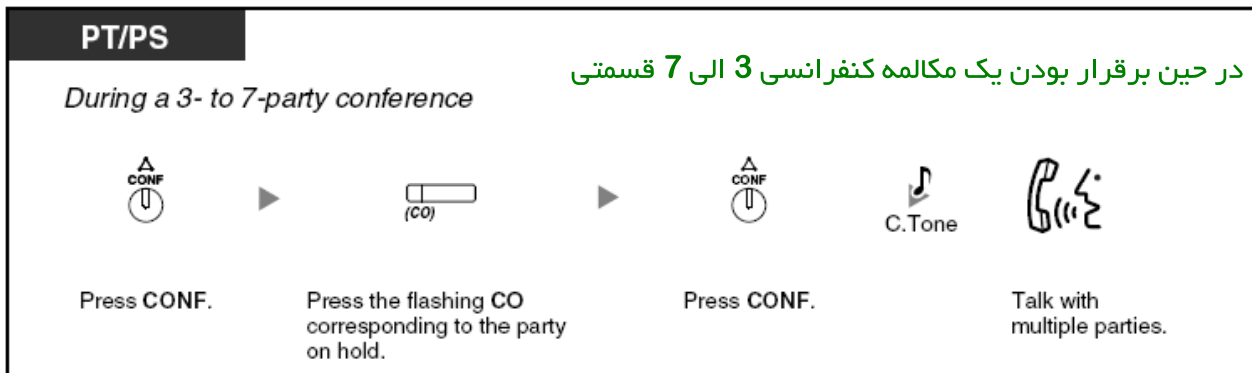 PT/PS
در حین برقرار بودن یک مکالمه کنفرانسی 3 الی 7 قسمتی
During a 3- to 7-party conference
CONF
(CO)
CONF
C.Tone
Press CONF.
Press the flashing CO
corresponding to the party
on hold.
Press CONF.
Talk with
multiple parties.